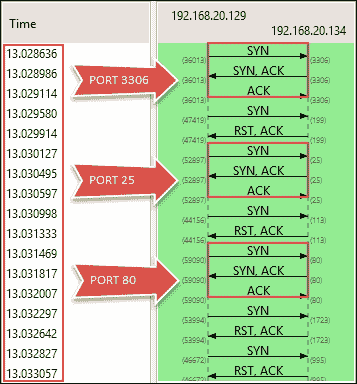 Time 192.168.20.129
192.168.20.134
13.028636 (36013) SYN (3306)
13.028986 PORT 3306 (36013) SYN, ACK (3306)
13.029114 (36013) ACK (3306)
13.029580 (47419) SYN (199)
13.029914 (47419) RST, ACK (199)
13.030127 (52897) SYN (25)
13.030495 PORT 25 (52897) SYN, ACK (25)
13.030597 (52897) ACK (25)
13.030998 (44156) SYN (113)
13.031333 (44156) RST, ACK (113)
13.031469 (59090) SYN (80)
13.031817 PORT 80 (59090) SYN, ACK (80)
13.032007 (59090) ACK (80)
13.032297 (53994) SYN (1723)
13.032642 (53994) RST, ACK (1723)
13.032827 (46672) SYN (995)
13.033057 RST, ACK